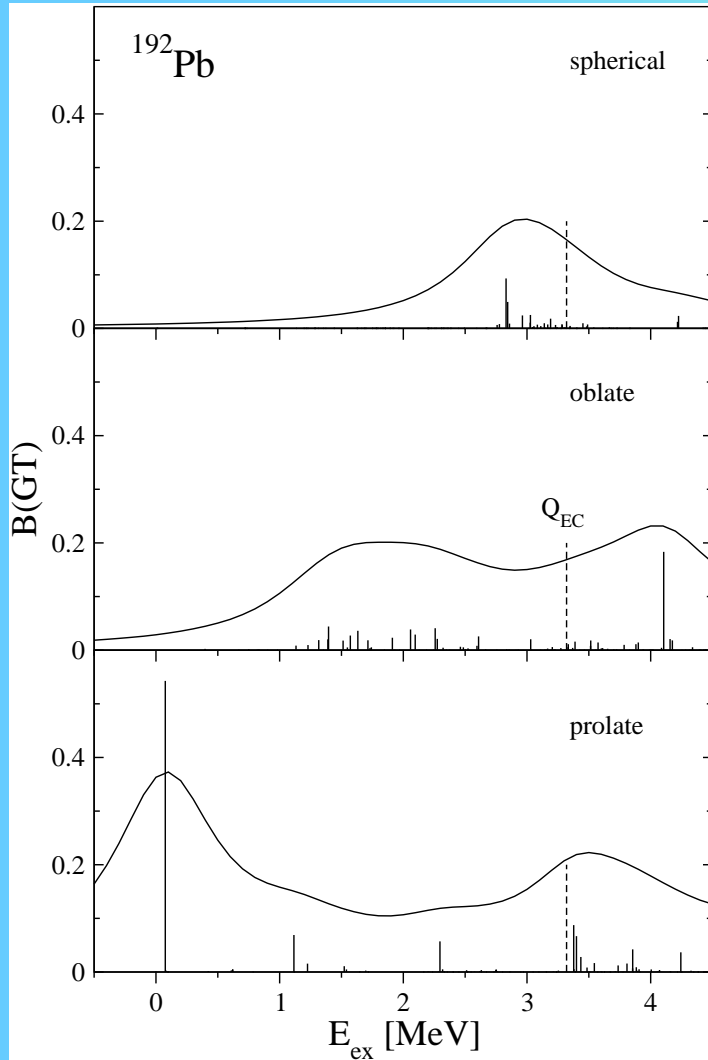 ¹⁹²Pb
spherical
0.4
0.2
0
oblate
0.4
Q_EC
0.2
0
prolate
0.4
0.2
0
0 1 2 3 4
B(GT)
E_ex [MeV]